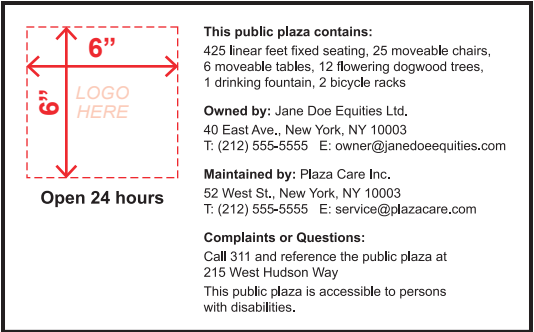 6”
6”
LOGO
HERE
Open 24 hours
This public plaza contains:
425 linear feet fixed seating, 25 moveable chairs,
6 moveable tables, 12 flowering dogwood trees,
1 drinking fountain, 2 bicycle racks
Owned by: Jane Doe Equities Ltd.
40 East Ave., New York, NY 10003
T: (212) 555-5555 E: owner@janedoeequities.com
Maintained by: Plaza Care Inc.
52 West St., New York, NY 10003
T: (212) 555-5555 E: service@plazacare.com
Complaints or Questions:
Call 311 and reference the public plaza at
215 West Hudson Way
This public plaza is accessible to persons
with disabilities.